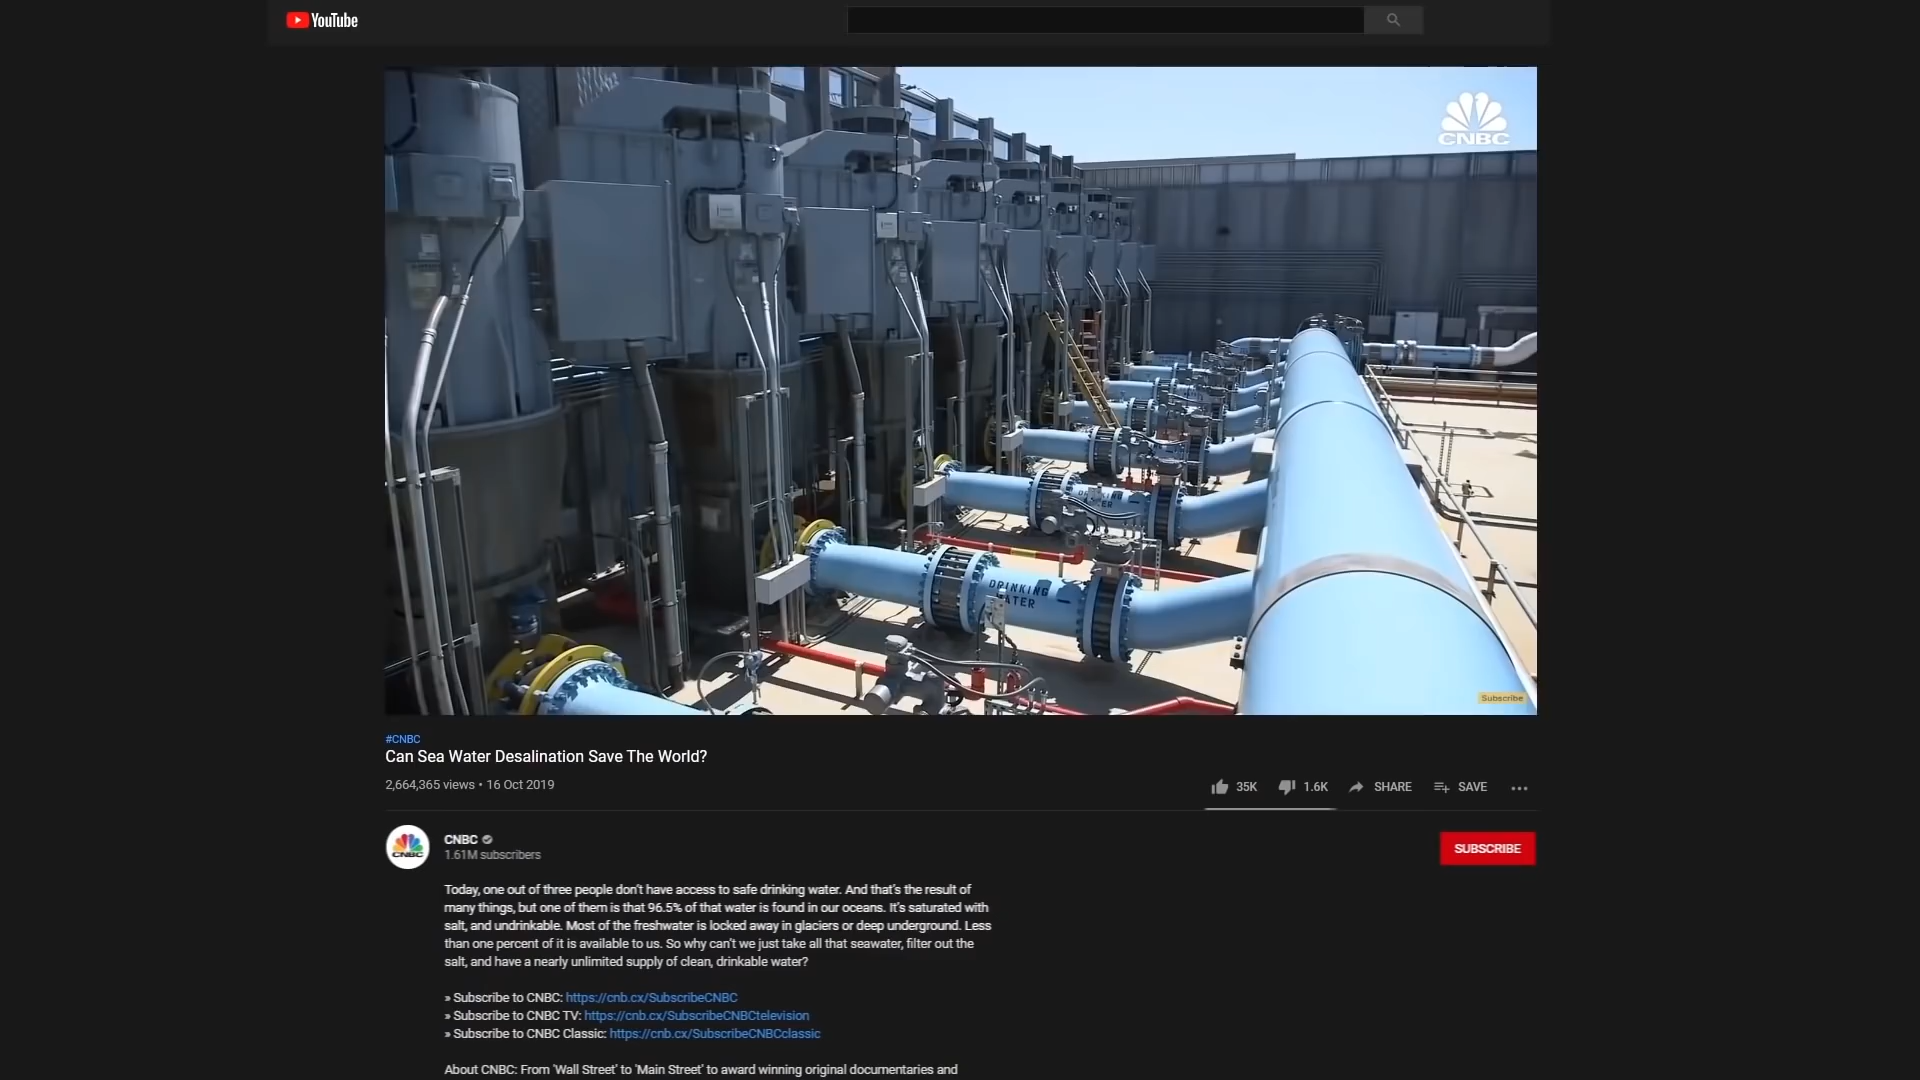 YouTube
CNBC
DRINKING
WATER
DRINKING
WATER
Subscribe
#CNBC
Can Sea Water Desalination Save The World?
2,664,365 views • 16 Oct 2019
35K 1.6K SHARE SAVE
CNBC
CNBC
1.61M subscribers
SUBSCRIBE
Today, one out of three people don't have access to safe drinking water. And that's the result of
many things, but one of them is that 96.5% of that water is found in our oceans. It's saturated with
salt, and undrinkable. Most of the freshwater is locked away in glaciers or deep underground. Less
than one percent of it is available to us. So why can't we just take all that seawater, filter out the
salt, and have a nearly unlimited supply of clean, drinkable water?
» Subscribe to CNBC: https://cnb.cx/SubscribeCNBC
» Subscribe to CNBC TV: https://cnb.cx/SubscribeCNBCtelevision
» Subscribe to CNBC Classic: https://cnb.cx/SubscribeCNBCclassic
About CNBC: From 'Wall Street' to 'Main Street' to award winning original documentaries and